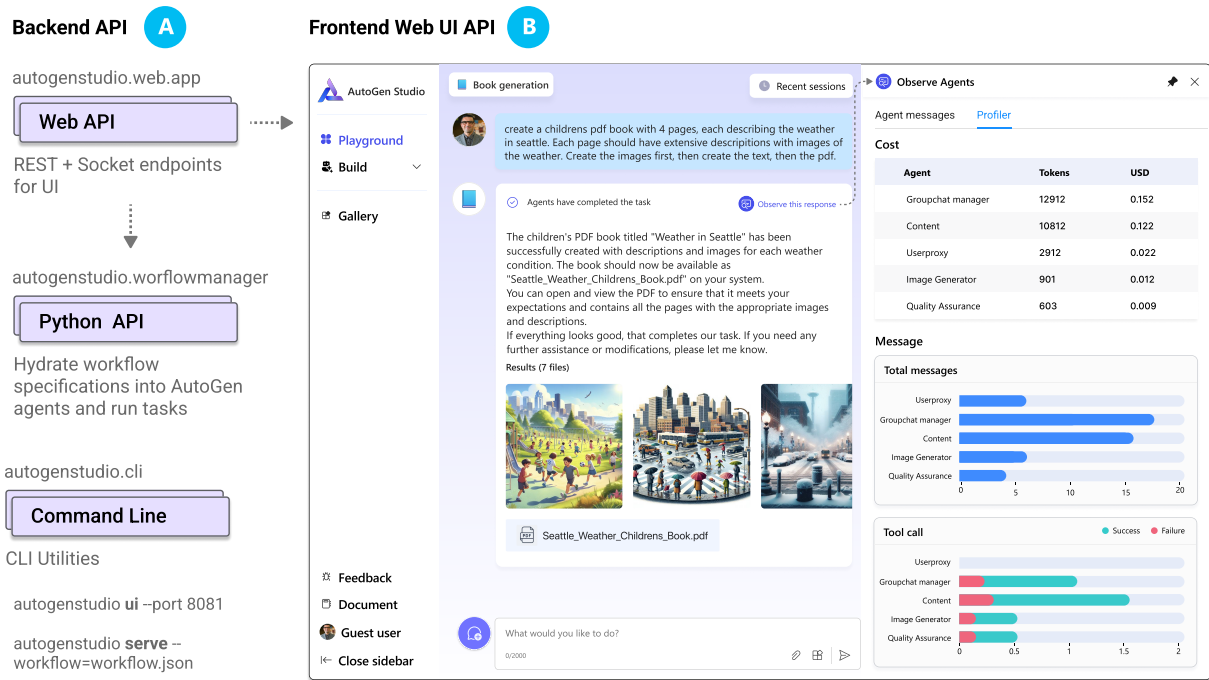 Backend API A
autogenstudio.web.app
Web API
REST + Socket endpoints
for UI
autogenstudio.worflowmanager
Python API
Hydrate workflow
specifications into AutoGen
agents and run tasks
autogenstudio.cli
Command Line
CLI Utilities
autogenstudio ui --port 8081
autogenstudio serve --
workflow=workflow.json
Frontend Web UI API B
AutoGen Studio
Playground
Build
Gallery
Feedback
Document
Guest user
Close sidebar
Book generation
Recent sessions
create a childrens pdf book with 4 pages, each describing the weather
in seattle. Each page should have extensive descripitions with images of
the weather. Create the images first, then create the text, then the pdf.
Agents have completed the task
Observe this response
The children's PDF book titled "Weather in Seattle" has been
successfully created with descriptions and images for each weather
condition. The book should now be available as
"Seattle_Weather_Childrens_Book.pdf" on your system.
You can open and view the PDF to ensure that it meets your
expectations and contains all the pages with the appropriate images
and descriptions.
If everything looks good, that completes our task. If you need any
further assistance or modifications, please let me know.
Results (7 files)
PDF
Seattle_Weather_Childrens_Book.pdf
What would you like to do?
0/2000
Observe Agents
Agent messages Profiler
Cost
Agent Tokens USD
Groupchat manager 12912 0.152
Content 10812 0.122
Userproxy 2912 0.022
Image Generator 901 0.012
Quality Assurance 603 0.009
Message
Total messages
Userproxy
Groupchat manager
Content
Image Generator
Quality Assurance
0 5 10 15 20
Tool call Success Failure
Userproxy
Groupchat manager
Content
Image Generator
Quality Assurance
0 0.5 1 1.5 2